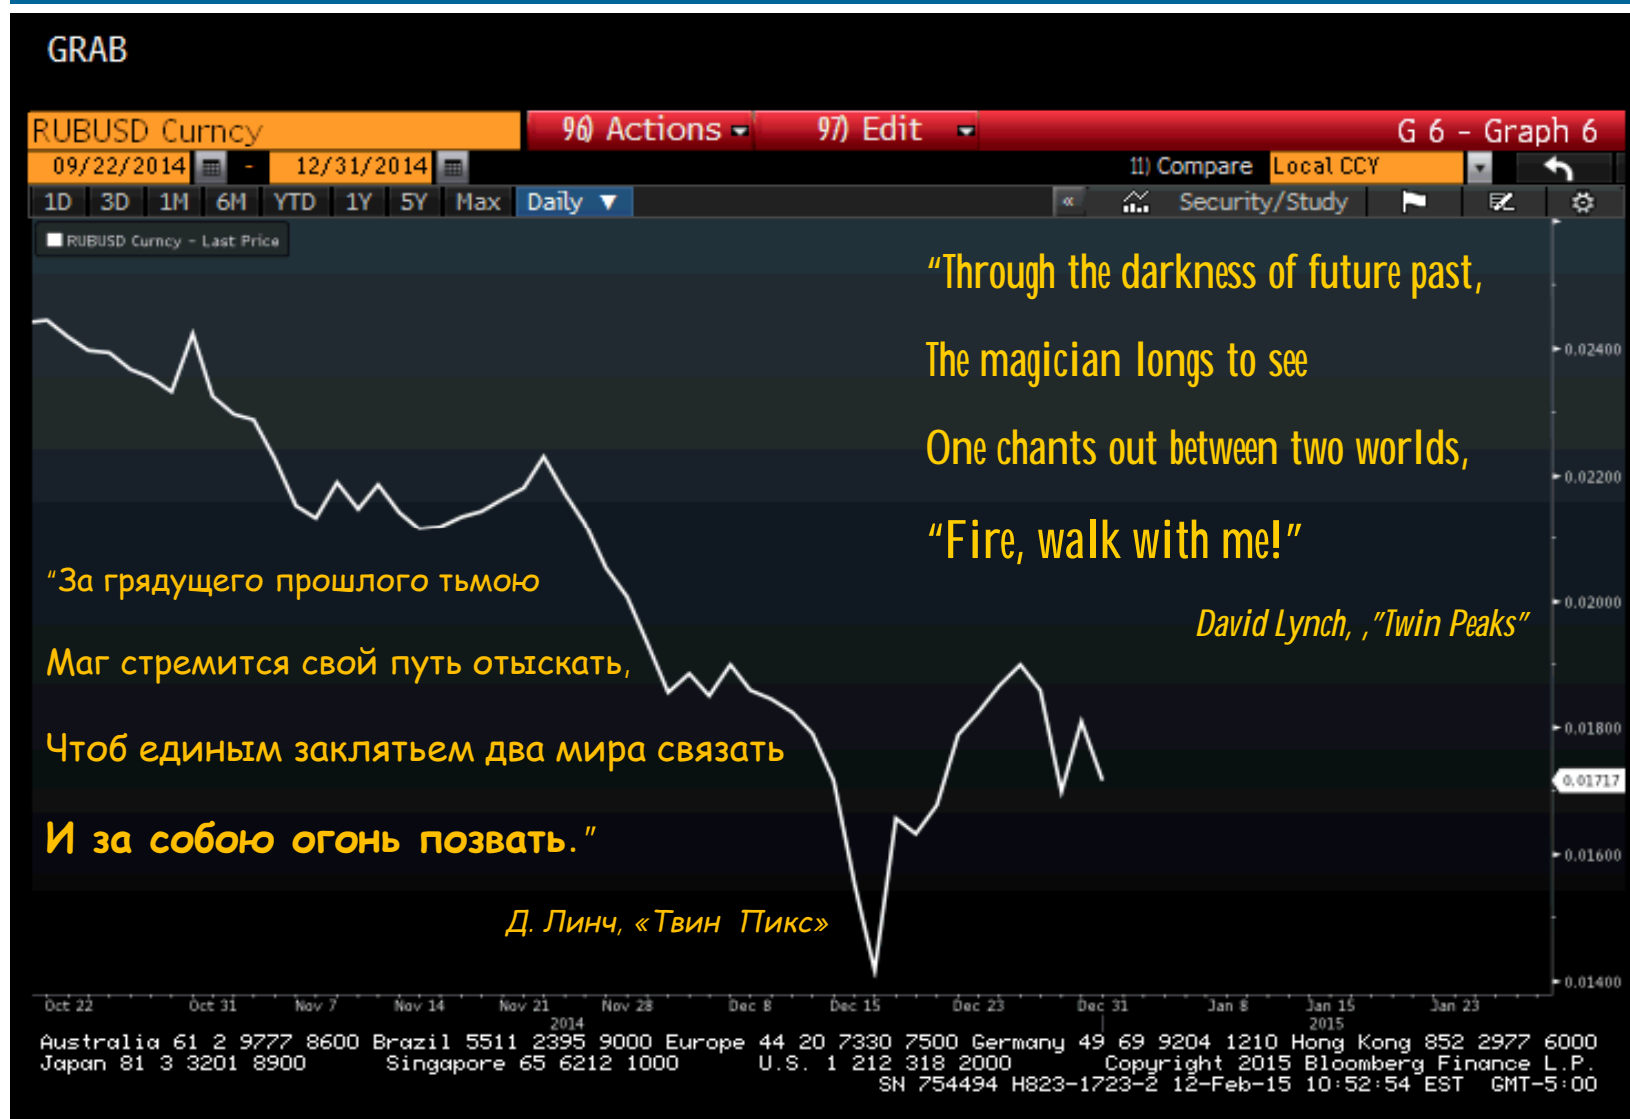 GRAB
RUBUSD Curncy
96) Actions
97) Edit
G 6 - Graph 6
09/22/2014 - 12/31/2014
11) Compare Local CCY
1D 3D 1M 6M YTD 1Y 5Y Max Daily ▼
« Security/Study
RUBUSD Curncy - Last Price
“Through the darkness of future past,
The magician longs to see
One chants out between two worlds,
“Fire, walk with me!”
David Lynch, ,”Twin Peaks”
“За грядущего прошлого тьмою
Маг стремится свой путь отыскать,
Чтоб единым заклятьем два мира связать
И за собою огонь позвать.”
Д. Линч, «Твин Пикс»
0.02400
0.02200
0.02000
0.01800
0.01717
0.01600
0.01400
Oct 22 Oct 31 Nov 7 Nov 14 Nov 21 Nov 28 Dec 8 Dec 15 Dec 23 Dec 31 Jan 8 Jan 15 Jan 23
2014 2015
Australia 61 2 9777 8600 Brazil 5511 2395 9000 Europe 44 20 7330 7500 Germany 49 69 9204 1210 Hong Kong 852 2977 6000
Japan 81 3 3201 8900 Singapore 65 6212 1000 U.S. 1 212 318 2000 Copyright 2015 Bloomberg Finance L.P.
SN 754494 H823-1723-2 12-Feb-15 10:52:54 EST GMT-5:00